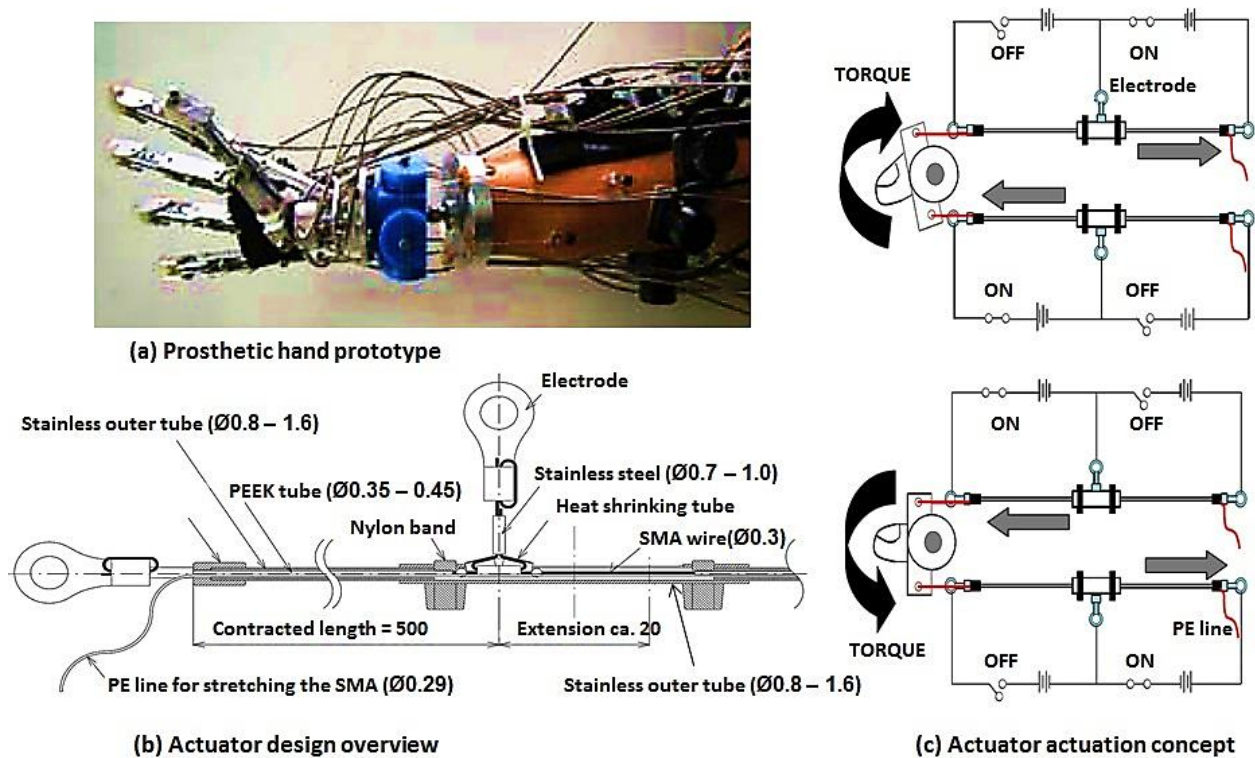 (a) Prosthetic hand prototype
Electrode
Stainless outer tube (Ø0.8 – 1.6)
PEEK tube (Ø0.35 – 0.45)
Stainless steel (Ø0.7 – 1.0)
Nylon band
Heat shrinking tube
SMA wire(Ø0.3)
Contracted length = 500
Extension ca. 20
PE line for stretching the SMA (Ø0.29)
Stainless outer tube (Ø0.8 – 1.6)
(b) Actuator design overview
OFF
ON
TORQUE
Electrode
ON
OFF
ON
OFF
TORQUE
PE line
OFF
ON
(c) Actuator actuation concept